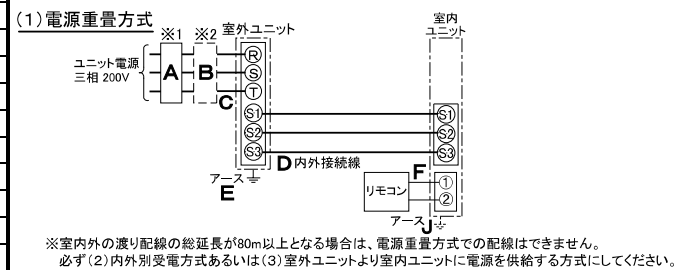 (1)電源重畳方式
※1 ※2 室外ユニット 室内ユニット
ユニット電源
三相 200V
A B C
R
S
T
S1 S1
S2 S2
S3 S3
D 内外接続線
アース
E
F
リモコン
①
②
アース J
※室内外の渡り配線の総延長が80m以上となる場合は、電源重畳方式での配線はできません。
必ず(2)内外別受電方式あるいは(3)室外ユニットより室内ユニットに電源を供給する方式にしてください。